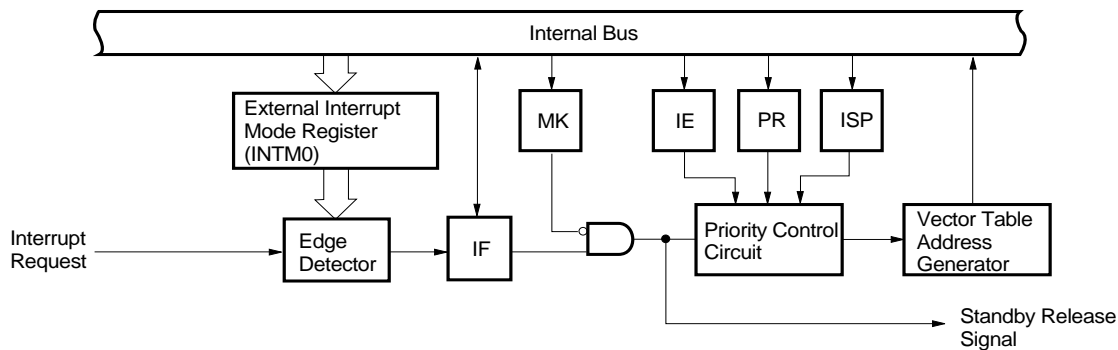 Internal Bus
External Interrupt
Mode Register
(INTM0)
MK
IE
PR
ISP
Interrupt
Request
Edge
Detector
IF
Priority Control
Circuit
Vector Table
Address
Generator
Standby Release
Signal